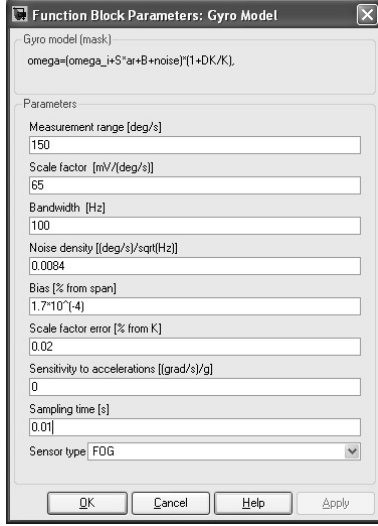 Function Block Parameters: Gyro Model
Gyro model (mask)
omega=(omega_i+S*ar+B+noise)*(1+DK/K),
Parameters
Measurement range [deg/s]
150
Scale factor [mV/(deg/s)]
65
Bandwidth [Hz]
100
Noise density [(deg/s)/sqrt(Hz)]
0.0084
Bias [% from span]
1.7*10^(-4)
Scale factor error [% from K]
0.02
Sensitivity to accelerations [(grad/s)/g]
0
Sampling time [s]
0.01
Sensor type FOG
OK Cancel Help Apply